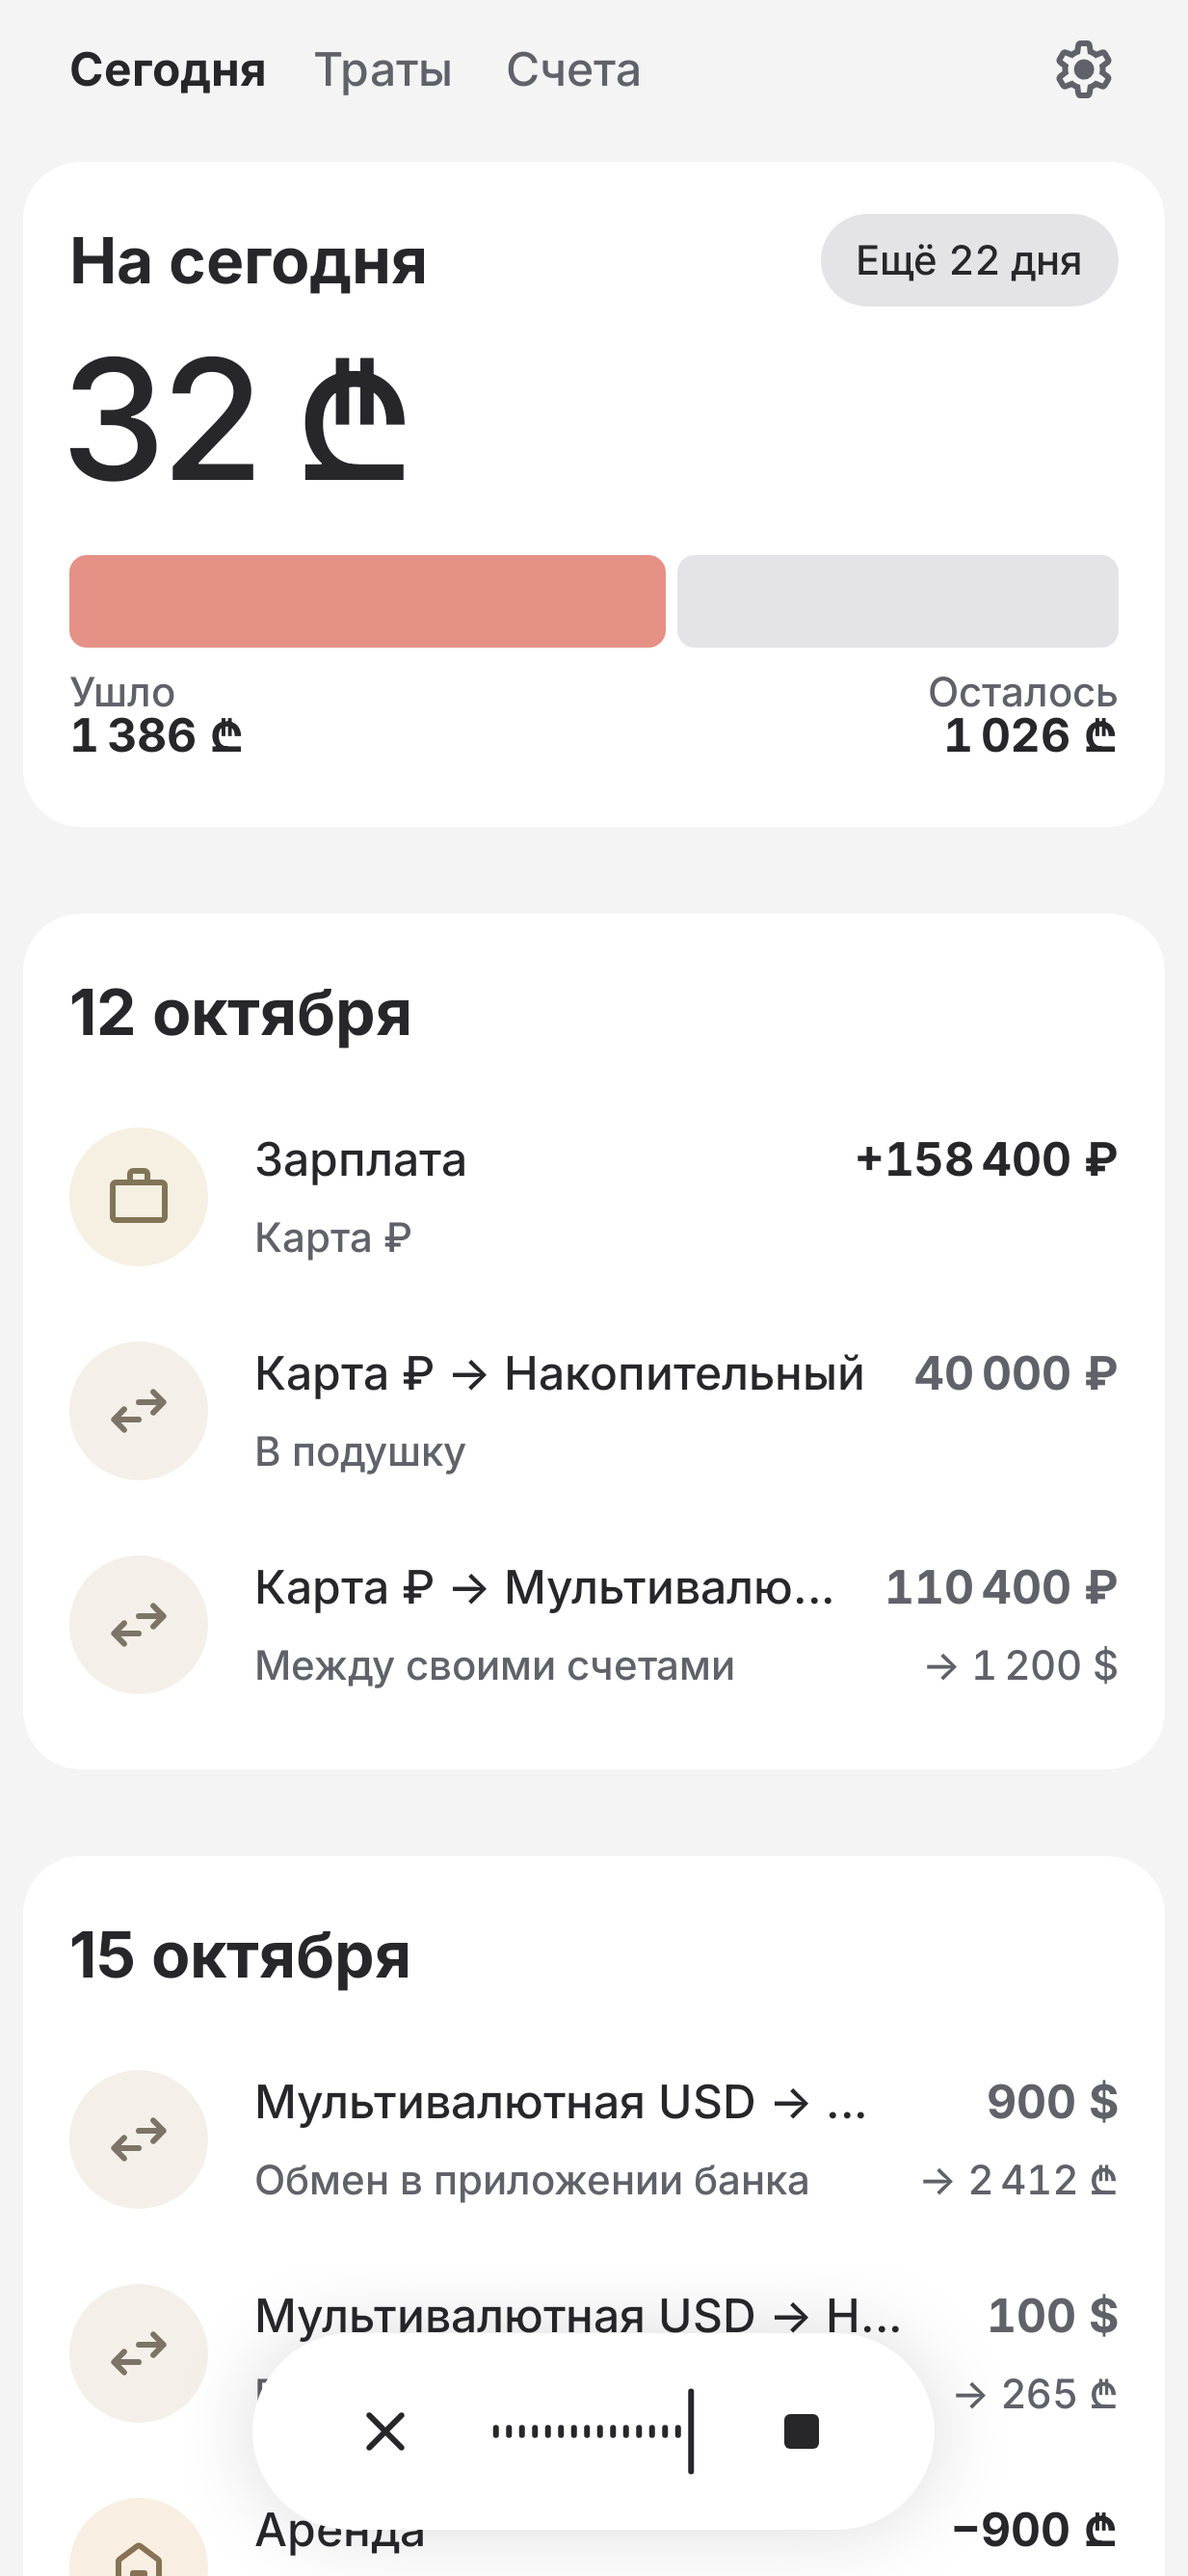 Сегодня Траты Счета
На сегодня
Ещё 22 дня
32 ₾
Ушло
Осталось
1 386 ₾
1 026 ₾
12 октября
Зарплата
+158 400 ₽
Карта ₽
Карта ₽ → Накопительный
40 000 ₽
В подушку
Карта ₽ → Мультивалю...
110 400 ₽
Между своими счетами
→ 1 200 $
15 октября
Мультивалютная USD → ...
900 $
Обмен в приложении банка
→ 2 412 ₾
Мультивалютная USD → Н...
100 $
→ 265 ₾
Аренда
−900 ₾